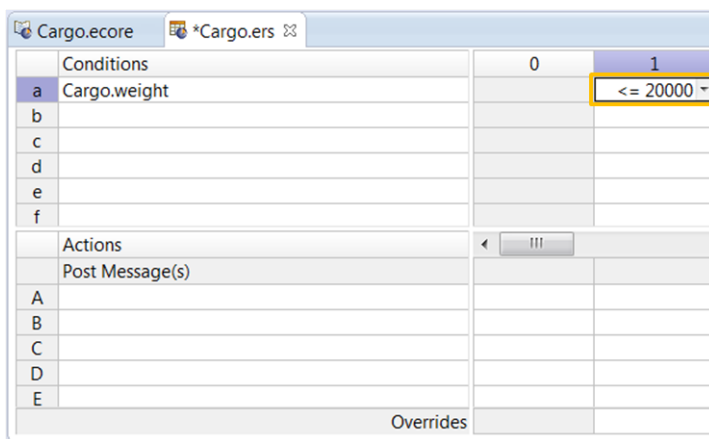 Cargo.ecore *Cargo.ers
Conditions 0 1
a Cargo.weight <= 20000
b
c
d
e
f
Actions
Post Message(s)
A
B
C
D
E
Overrides